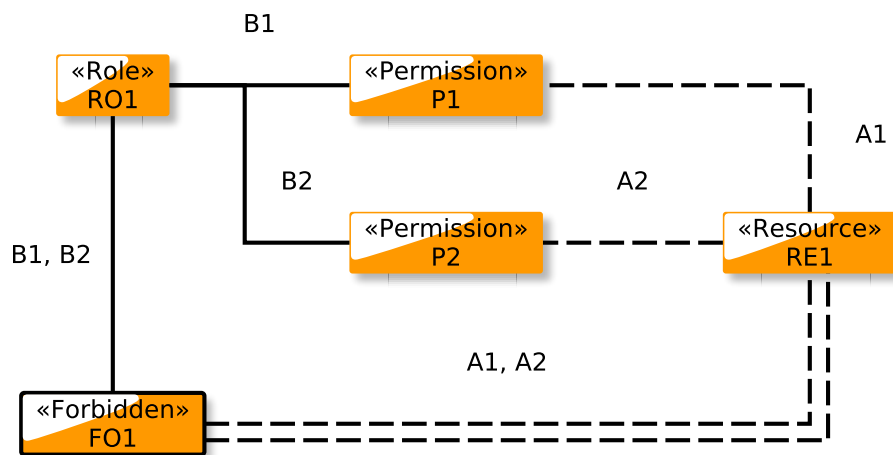 B1
«Role»
RO1
«Permission»
P1
A1
B2
A2
«Permission»
P2
«Resource»
RE1
B1, B2
A1, A2
«Forbidden»
FO1